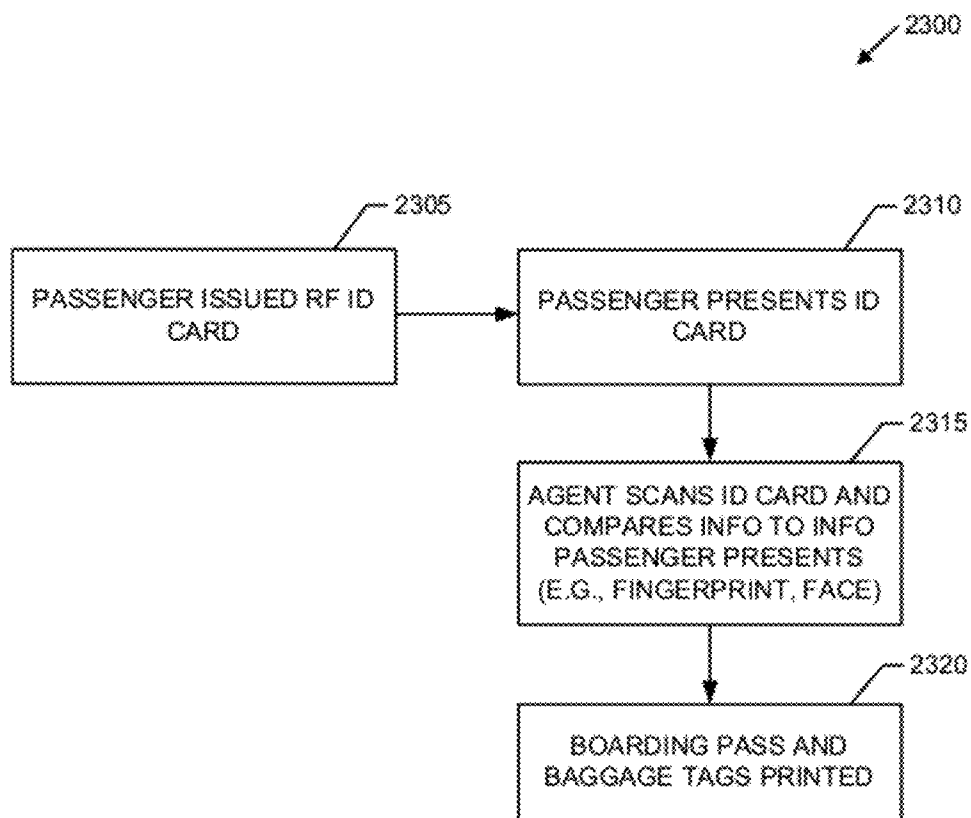 2300
2305
PASSENGER ISSUED RF ID
CARD
2310
PASSENGER PRESENTS ID
CARD
2315
AGENT SCANS ID CARD AND
COMPARES INFO TO INFO
PASSENGER PRESENTS
(E.G., FINGERPRINT, FACE)
2320
BOARDING PASS AND
BAGGAGE TAGS PRINTED